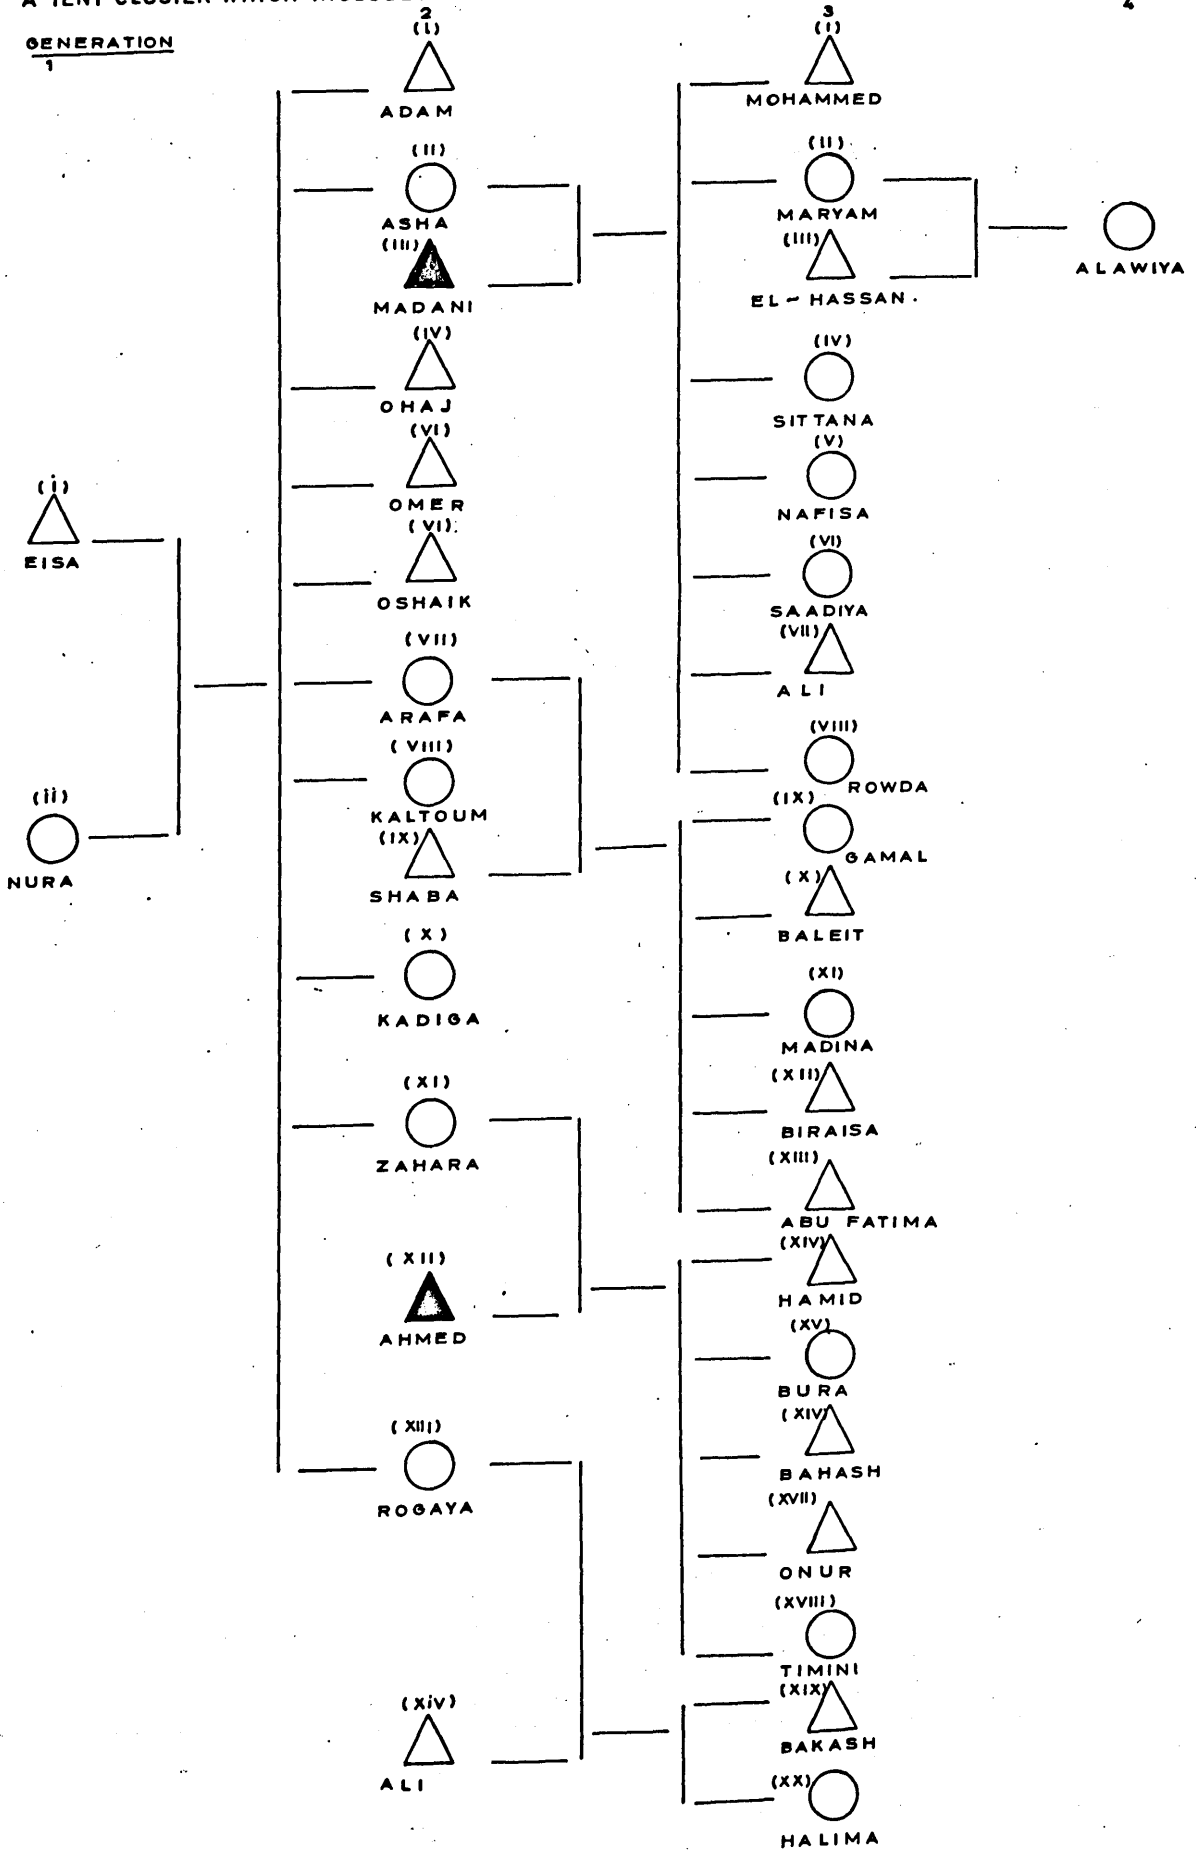 GENERATION
1
2
3
4
(i)
EISA
(ii)
NURA
(I)
ADAM
(II)
ASHA
(III)
MADANI
(IV)
OHAJ
(VI)
OMER
(VI)
OSHAIK
(VII)
ARAFA
(VIII)
KALTOUM
(IX)
SHABA
(X)
KADIGA
(XI)
ZAHARA
(XII)
AHMED
(XIII)
ROGAYA
(XIV)
ALI
(I)
MOHAMMED
(II)
MARYAM
(III)
EL-HASSAN.
(IV)
SITTANA
(V)
NAFISA
(VI)
SAADIYA
(VII)
ALI
(VIII)
ROWDA
(IX)
GAMAL
(X)
BALEIT
(XI)
MADINA
(XII)
BIRAISA
(XIII)
ABU FATIMA
(XIV)
HAMID
(XV)
BURA
(XIV)
BAHASH
(XVII)
ONUR
(XVIII)
TIMINI
(XIX)
BAKASH
(XX)
HALIMA
ALAWIYA